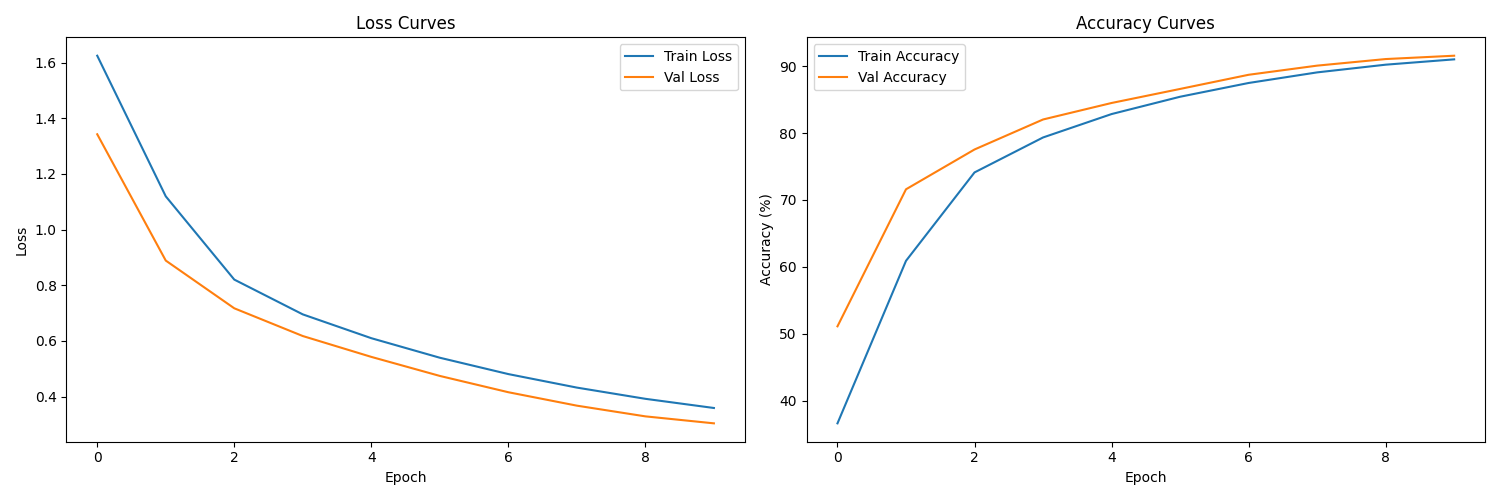 Loss Curves
Train Loss
Val Loss
1.6
1.4
1.2
1.0
0.8
0.6
0.4
Loss
0 2 4 6 8
Epoch
Accuracy Curves
Train Accuracy
Val Accuracy
90
80
70
60
50
40
Accuracy (%)
0 2 4 6 8
Epoch